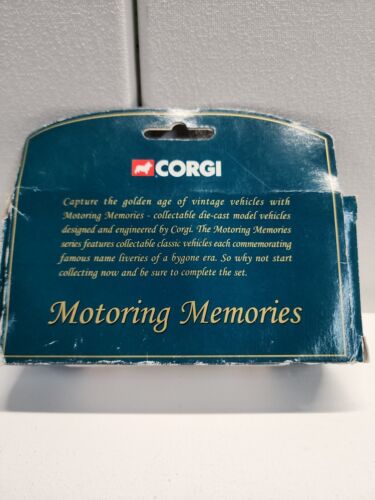 CORGI
Capture the golden age of vintage vehicles with
Motoring Memories - collectable die-cast model vehicles
designed and engineered by Corgi. The Motoring Memories
series features collectable classic vehicles each commemorating
famous name liveries of a bygone era. So why not start
collecting now and be sure to complete the set.
Motoring Memories